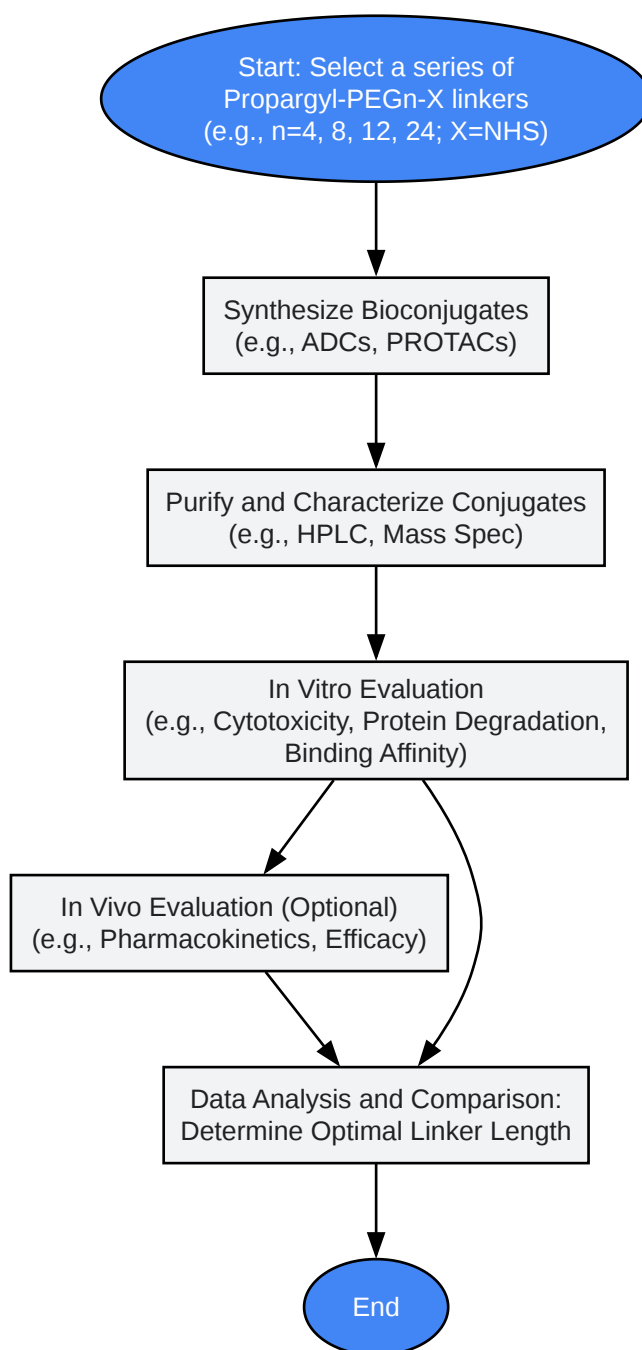 Start: Select a series of
Propargyl-PEGn-X linkers
(e.g., n=4, 8, 12, 24; X=NHS)
Synthesize Bioconjugates
(e.g., ADCs, PROTACs)
Purify and Characterize Conjugates
(e.g., HPLC, Mass Spec)
In Vitro Evaluation
(e.g., Cytotoxicity, Protein Degradation,
Binding Affinity)
In Vivo Evaluation (Optional)
(e.g., Pharmacokinetics, Efficacy)
Data Analysis and Comparison:
Determine Optimal Linker Length
End